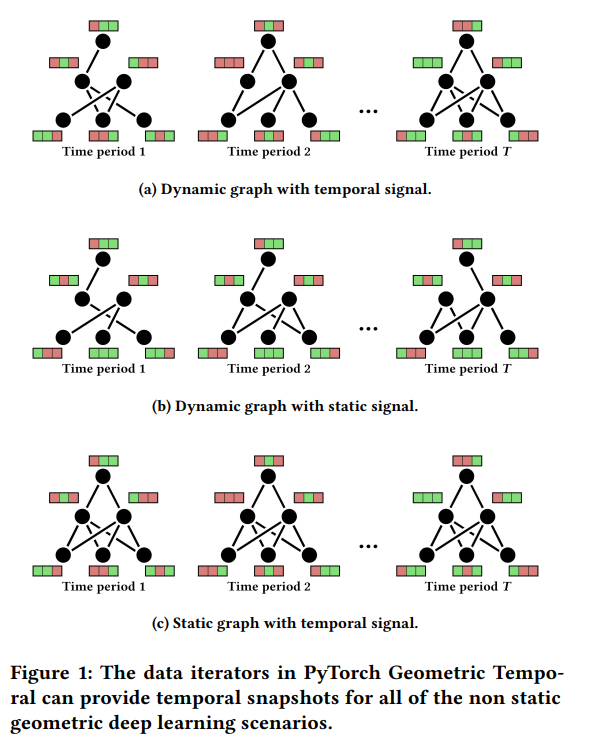 ...
Time period 1 Time period 2 Time period T
(a) Dynamic graph with temporal signal.
...
Time period 1 Time period 2 Time period T
(b) Dynamic graph with static signal.
...
Time period 1 Time period 2 Time period T
(c) Static graph with temporal signal.
Figure 1: The data iterators in PyTorch Geometric Tempo-
ral can provide temporal snapshots for all of the non static
geometric deep learning scenarios.